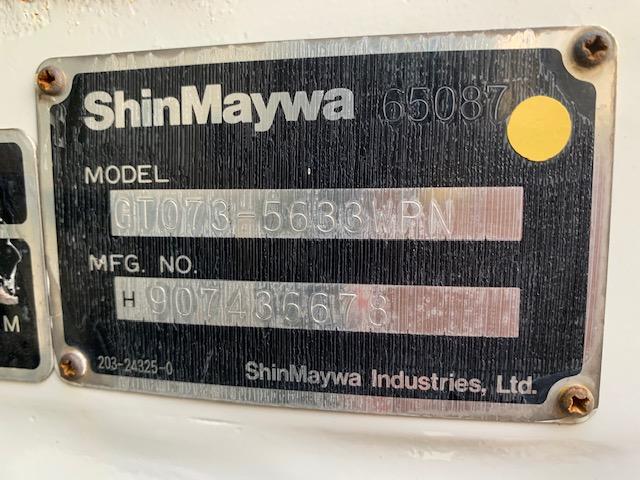 ShinMaywa 65087
MODEL
GT073-5633WPN
MFG. NO.
H 907436678
203-24325-0
ShinMaywa Industries, Ltd.
M